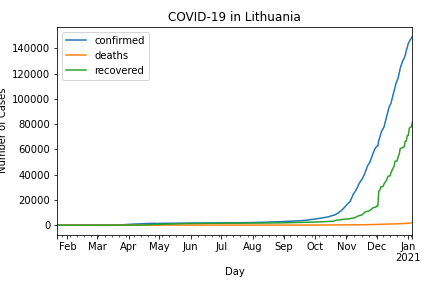 COVID-19 in Lithuania
confirmed
deaths
recovered
140000
120000
100000
80000
60000
40000
20000
0
Number of Cases
Feb Mar Apr May Jun Jul Aug Sep Oct Nov Dec Jan
2021
Day